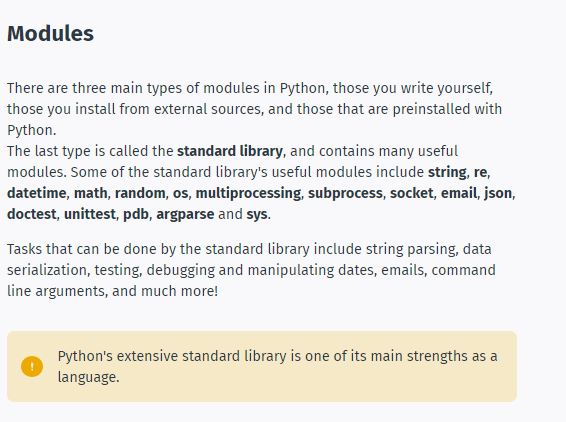 Modules
There are three main types of modules in Python, those you write yourself,
those you install from external sources, and those that are preinstalled with
Python.
The last type is called the standard library, and contains many useful
modules. Some of the standard library's useful modules include string, re,
datetime, math, random, os, multiprocessing, subprocess, socket, email, json,
doctest, unittest, pdb, argparse and sys.
Tasks that can be done by the standard library include string parsing, data
serialization, testing, debugging and manipulating dates, emails, command
line arguments, and much more!
! Python's extensive standard library is one of its main strengths as a
language.